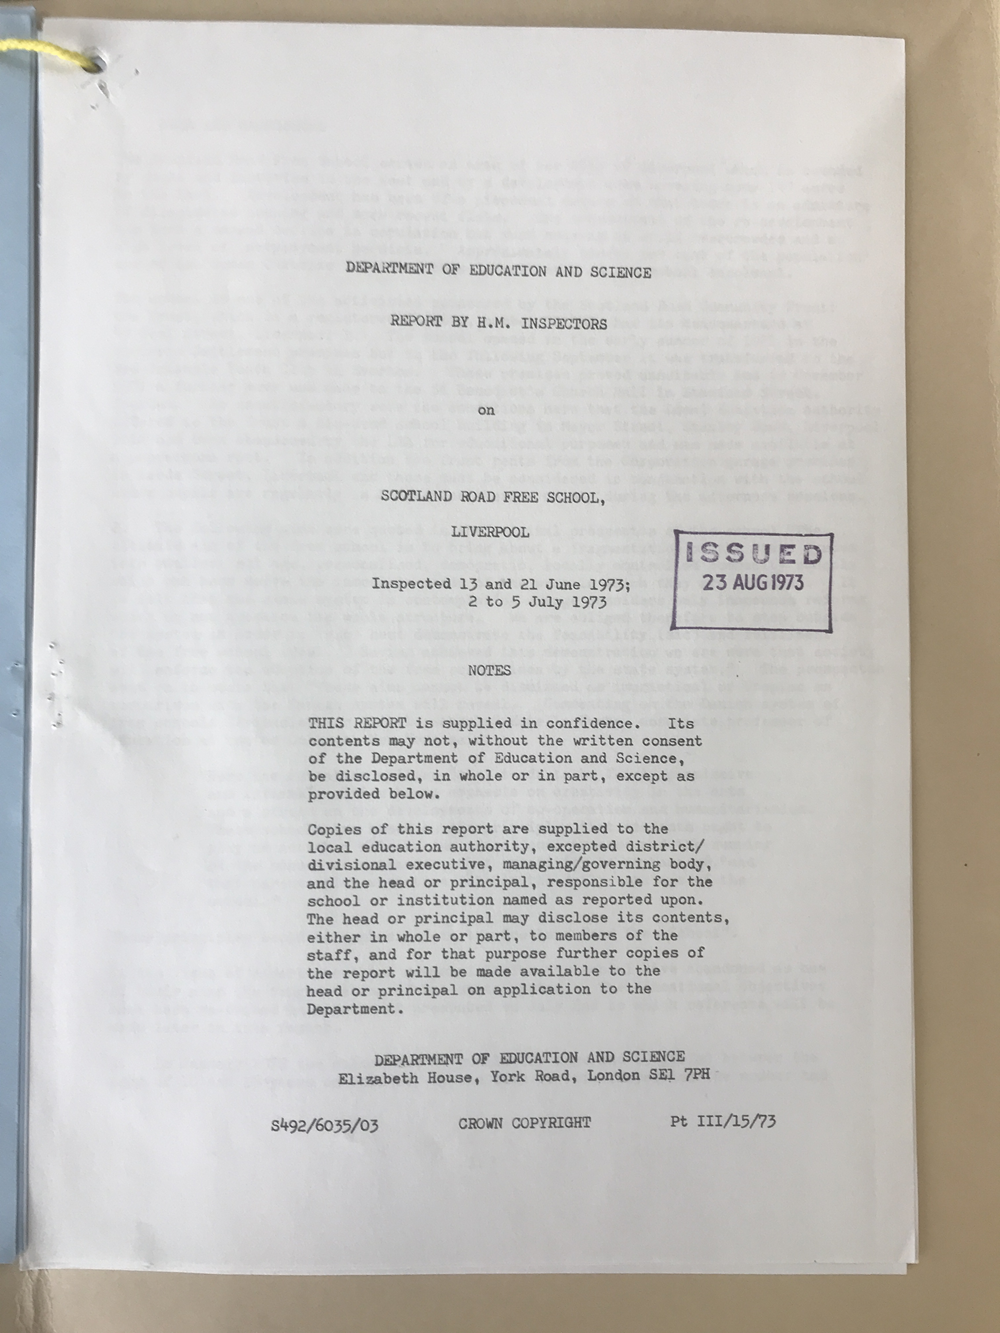 DEPARTMENT OF EDUCATION AND SCIENCE
REPORT BY H.M. INSPECTORS
on
SCOTLAND ROAD FREE SCHOOL,
LIVERPOOL
ISSUED
23 AUG 1973
Inspected 13 and 21 June 1973;
2 to 5 July 1973
NOTES
THIS REPORT is supplied in confidence. Its
contents may not, without the written consent
of the Department of Education and Science,
be disclosed, in whole or in part, except as
provided below.
Copies of this report are supplied to the
local education authority, excepted district/
divisional executive, managing/governing body,
and the head or principal, responsible for the
school or institution named as reported upon.
The head or principal may disclose its contents,
either in whole or part, to members of the
staff, and for that purpose further copies of
the report will be made available to the
head or principal on application to the
Department.
DEPARTMENT OF EDUCATION AND SCIENCE
Elizabeth House, York Road, London SE1 7PH
S492/6035/03 CROWN COPYRIGHT Pt III/15/73